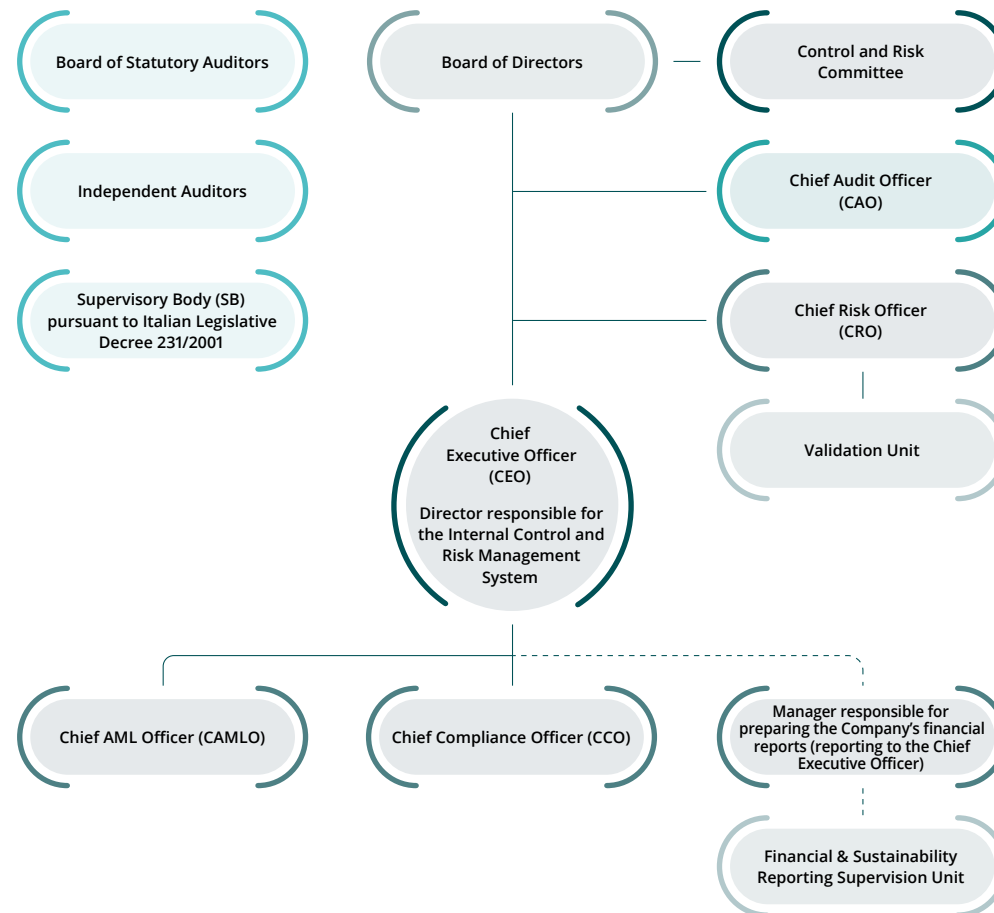 Board of Statutory Auditors
Board of Directors
Control and Risk
Committee
Independent Auditors
Chief Audit Officer
(CAO)
Supervisory Body (SB)
pursuant to Italian Legislative
Decree 231/2001
Chief Risk Officer
(CRO)
Chief
Executive Officer
(CEO)
Director responsible for
the Internal Control and
Risk Management
System
Validation Unit
Chief AML Officer (CAMLO)
Chief Compliance Officer (CCO)
Manager responsible for
preparing the Company’s financial
reports (reporting to the Chief
Executive Officer)
Financial & Sustainability
Reporting Supervision Unit